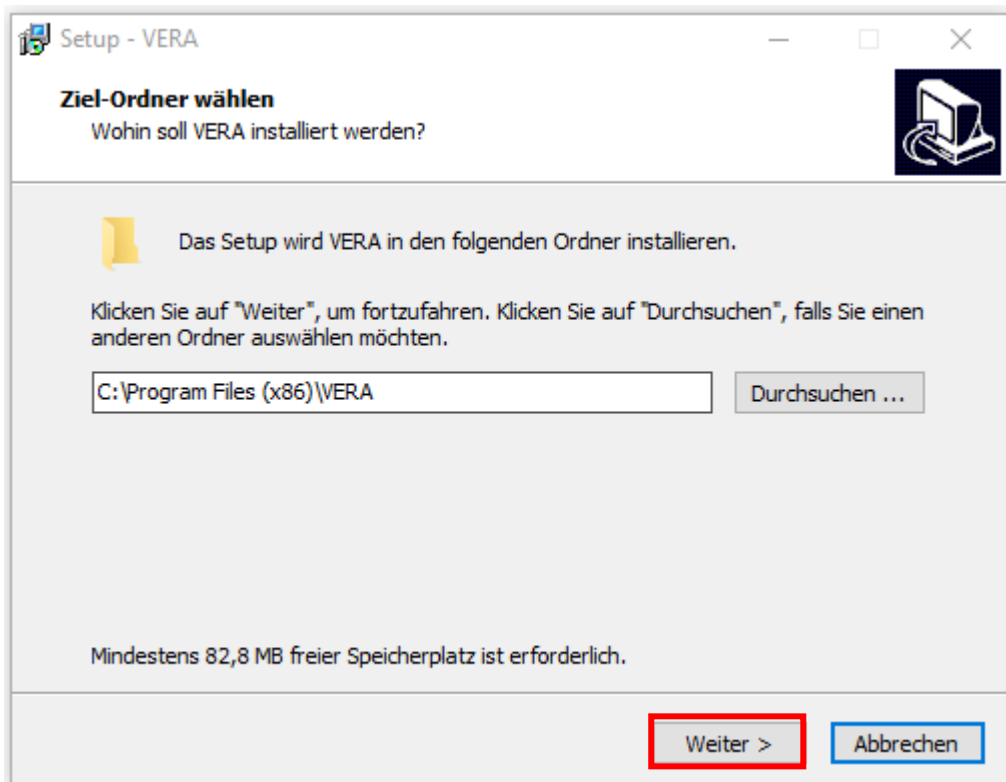 Setup - VERA
Ziel-Ordner wählen
Wohin soll VERA installiert werden?
Das Setup wird VERA in den folgenden Ordner installieren.
Klicken Sie auf "Weiter", um fortzufahren. Klicken Sie auf "Durchsuchen", falls Sie einen
anderen Ordner auswählen möchten.
C:\Program Files (x86)\VERA
Durchsuchen ...
Mindestens 82,8 MB freier Speicherplatz ist erforderlich.
Weiter >
Abbrechen